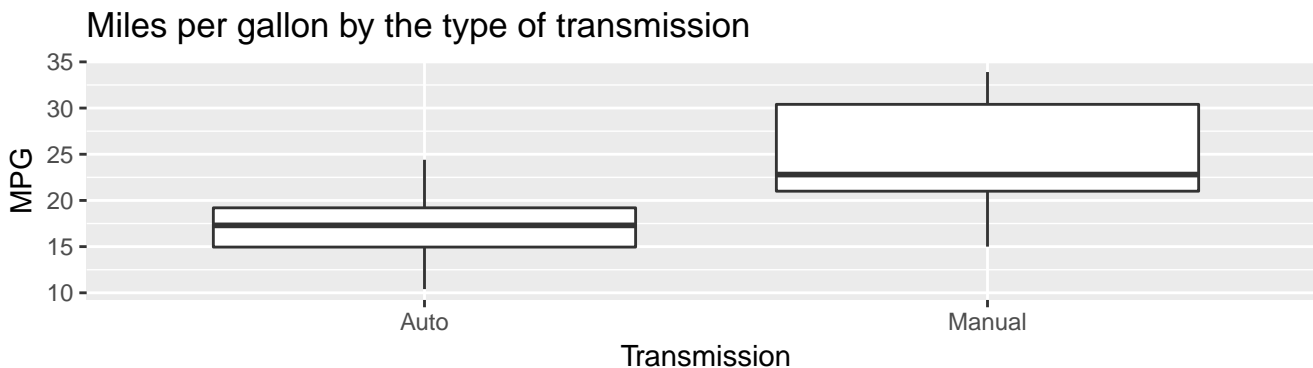 Miles per gallon by the type of transmission
35
30
25
20
15
10
MPG
Auto Manual
Transmission